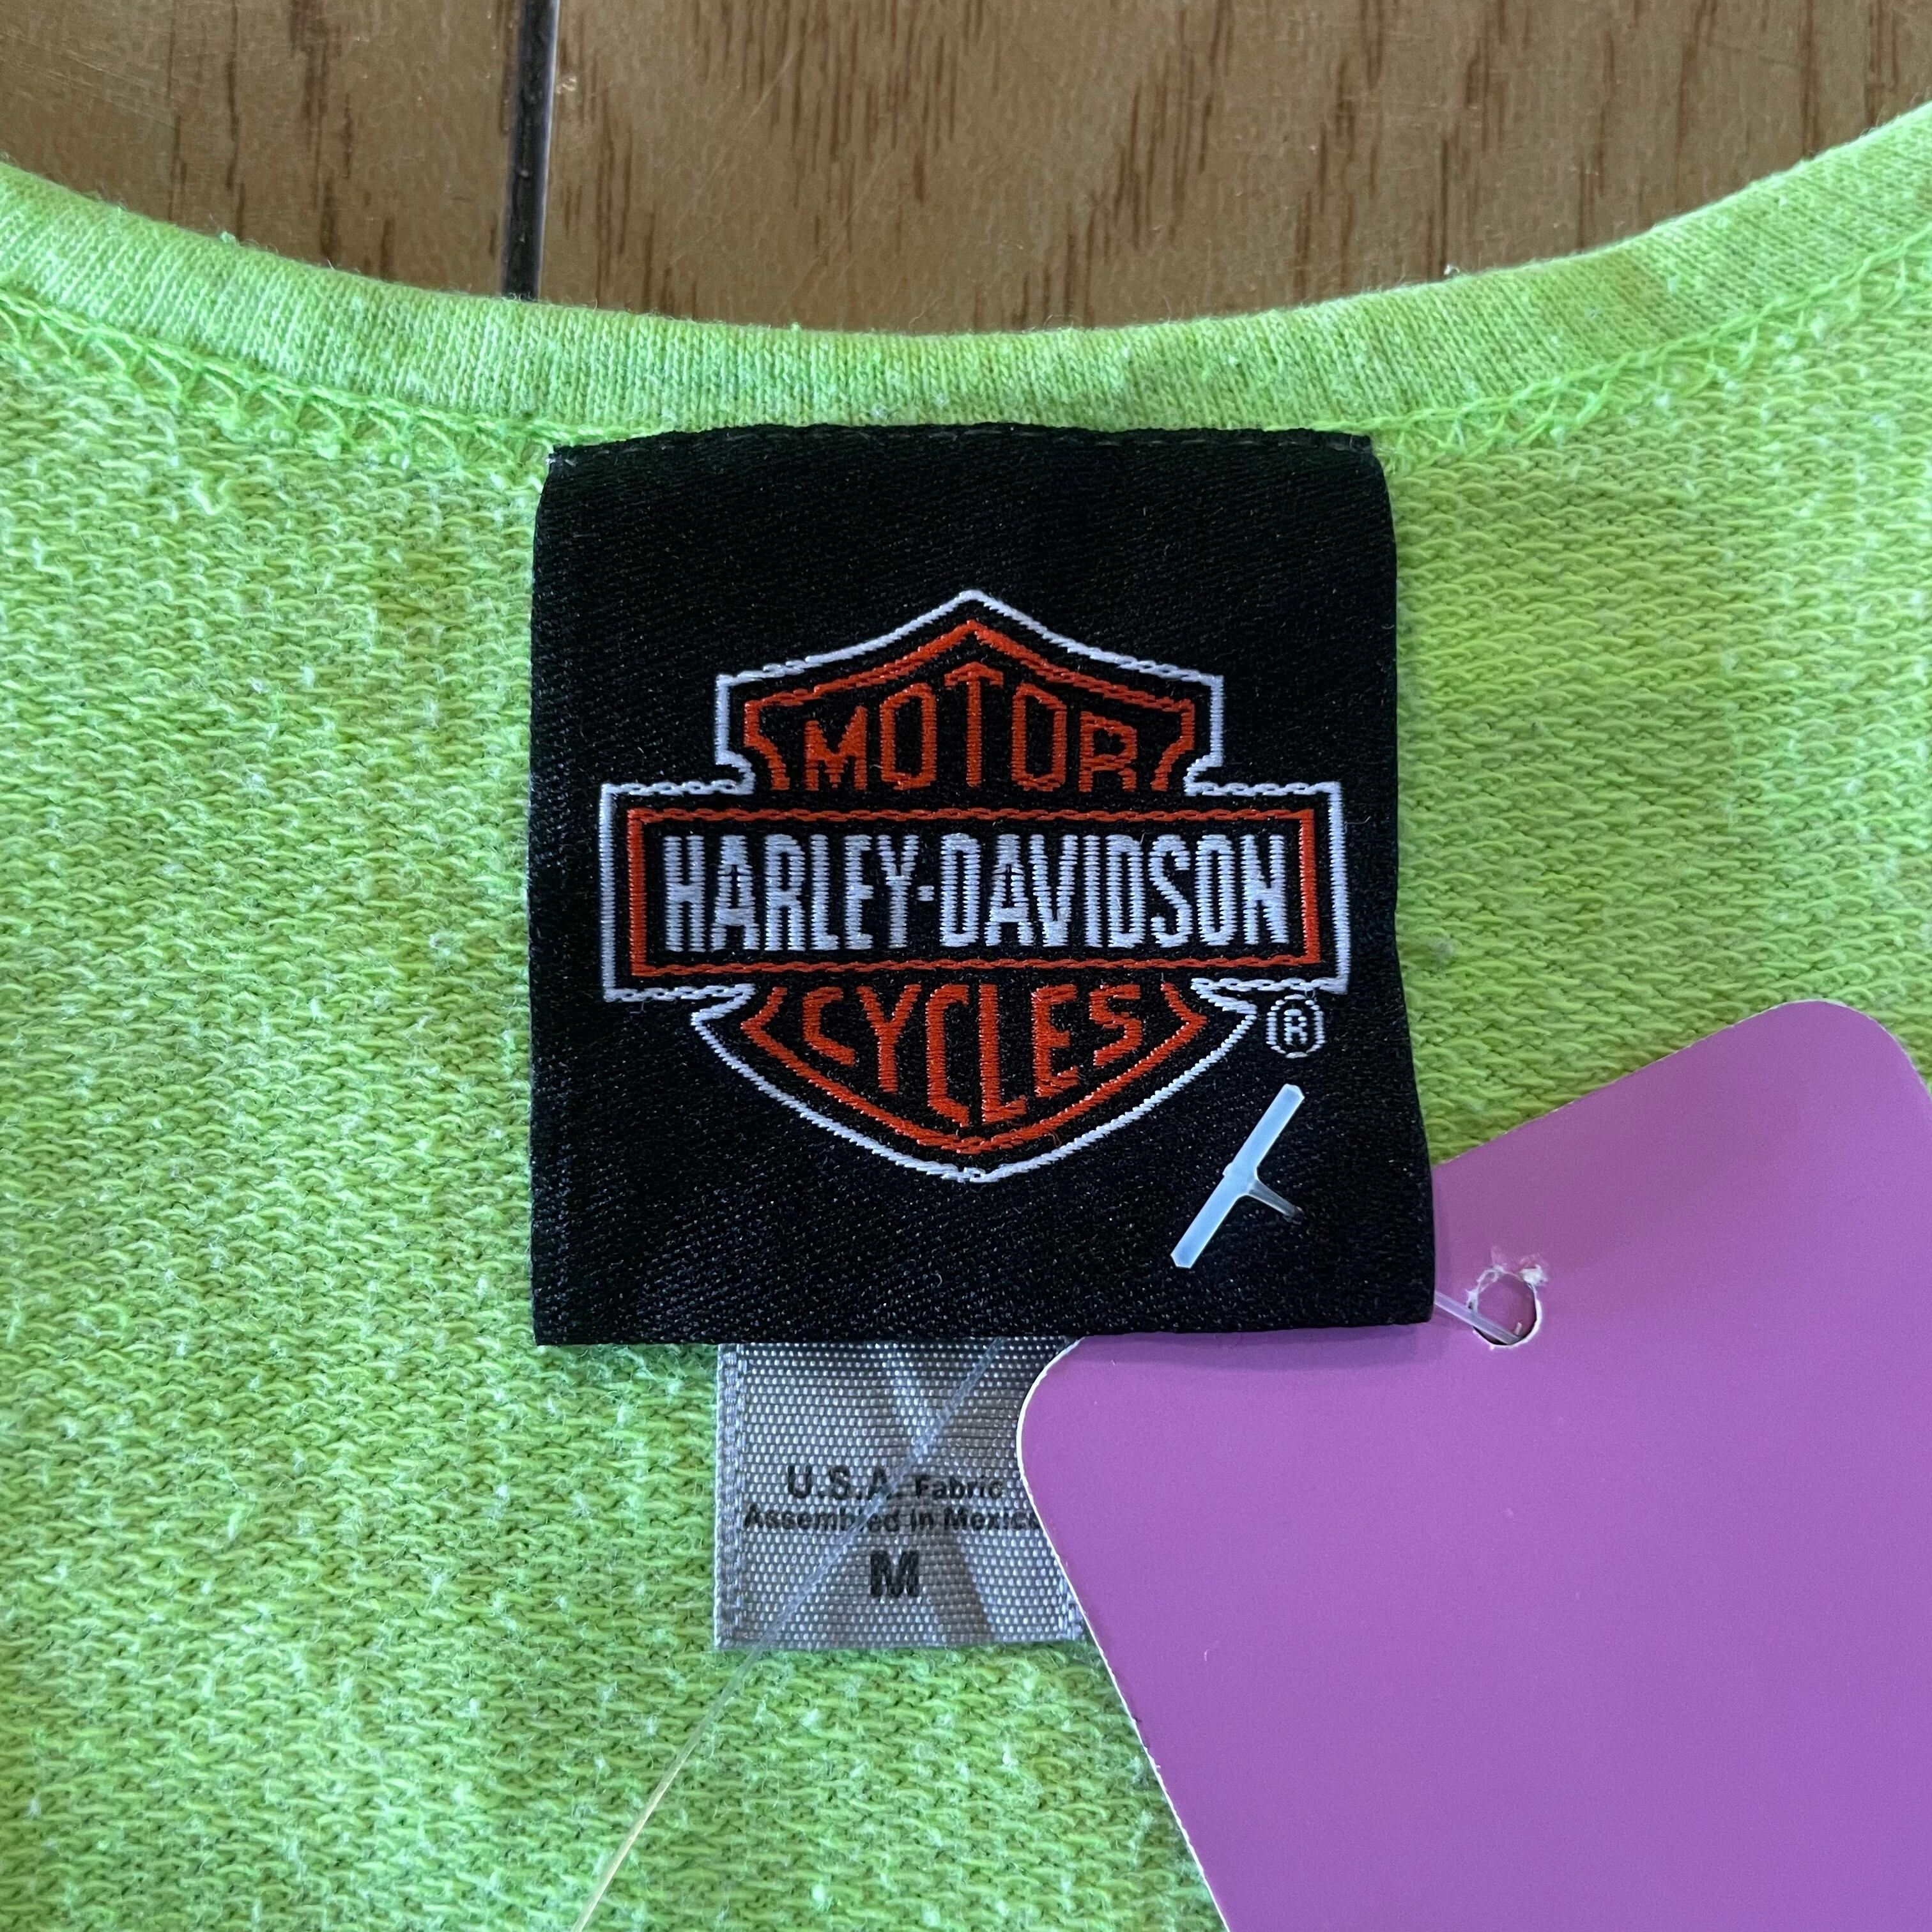 MOTOR
HARLEY-DAVIDSON
CYCLES
®
U.S.A. Fabric
Assembled in Mexico
M